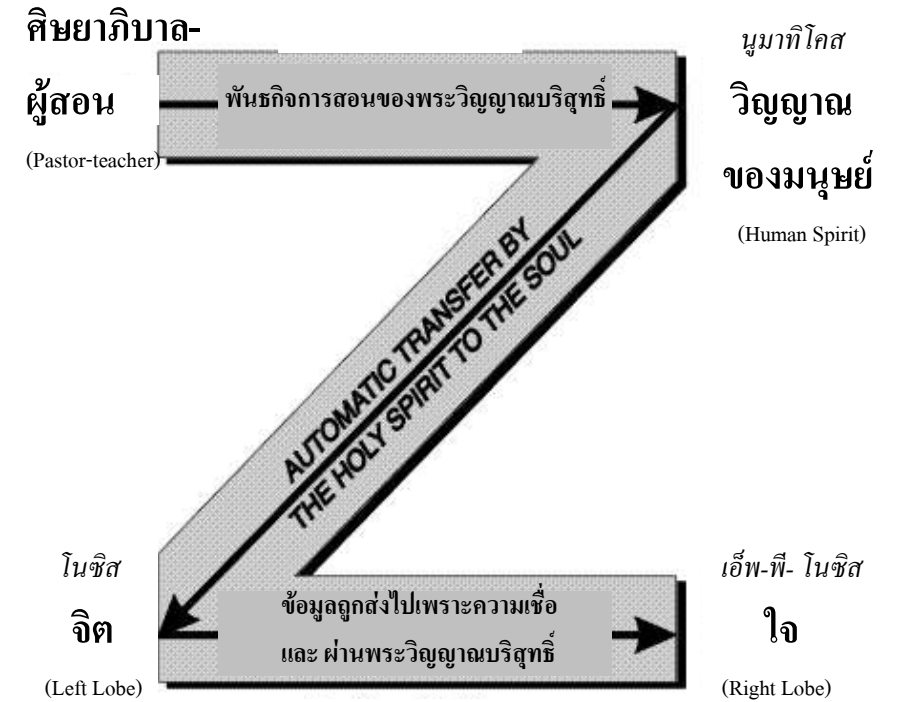 ศิษยาภิบาล-
ผู้สอน
(Pastor-teacher)
พันธกิจการสอนของพระวิญญาณบริสุทธิ์
นูมาทิโคส
วิญญาณ
ของมนุษย์
(Human Spirit)
AUTOMATIC TRANSFER BY
THE HOLY SPIRIT TO THE SOUL
โนซิส
จิต
(Left Lobe)
ข้อมูลถูกส่งไปเพราะความเชื่อ
และ ผ่านพระวิญญาณบริสุทธิ์
เอ็พ-พี- โนซิส
ใจ
(Right Lobe)